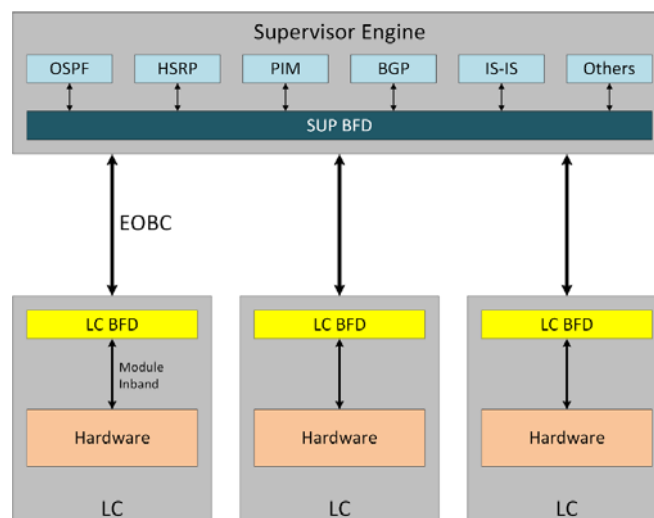 Supervisor Engine
OSPF HSRP PIM BGP IS-IS Others
SUP BFD
EOBC
LC BFD LC BFD LC BFD
Module
Inband
Hardware Hardware Hardware
LC LC LC